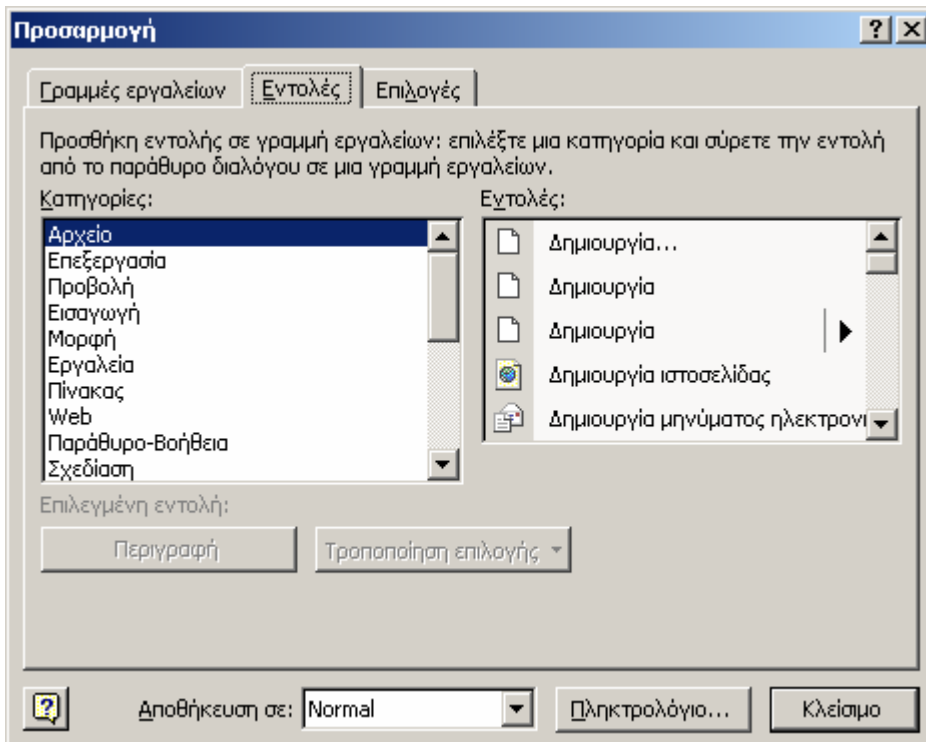 Προσαρμογή
Γραμμές εργαλείων Εντολές Επιλογές
Προσθήκη εντολής σε γραμμή εργαλείων: επιλέξτε μια κατηγορία και σύρετε την εντολή
από το παράθυρο διαλόγου σε μια γραμμή εργαλείων.
Κατηγορίες:
Αρχείο
Επεξεργασία
Προβολή
Εισαγωγή
Μορφή
Εργαλεία
Πίνακας
Web
Παράθυρο-Βοήθεια
Σχεδίαση
Εντολές:
Δημιουργία...
Δημιουργία
Δημιουργία
Δημιουργία ιστοσελίδας
Δημιουργία μηνύματος ηλεκτρονι
Επιλεγμένη εντολή:
Περιγραφή Τροποποίηση επιλογής
Αποθήκευση σε: Normal Πληκτρολόγιο... Κλείσιμο